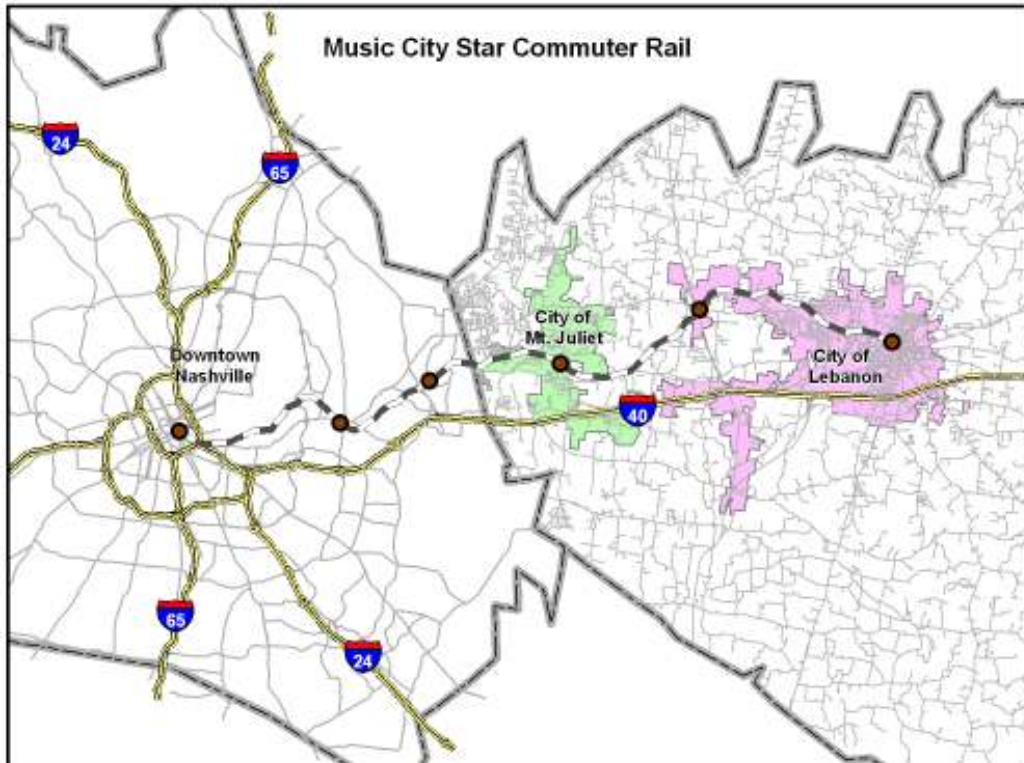 Music City Star Commuter Rail
24
65
City of
Mt. Juliet
Downtown
Nashville
City of
Lebanon
40
65
24